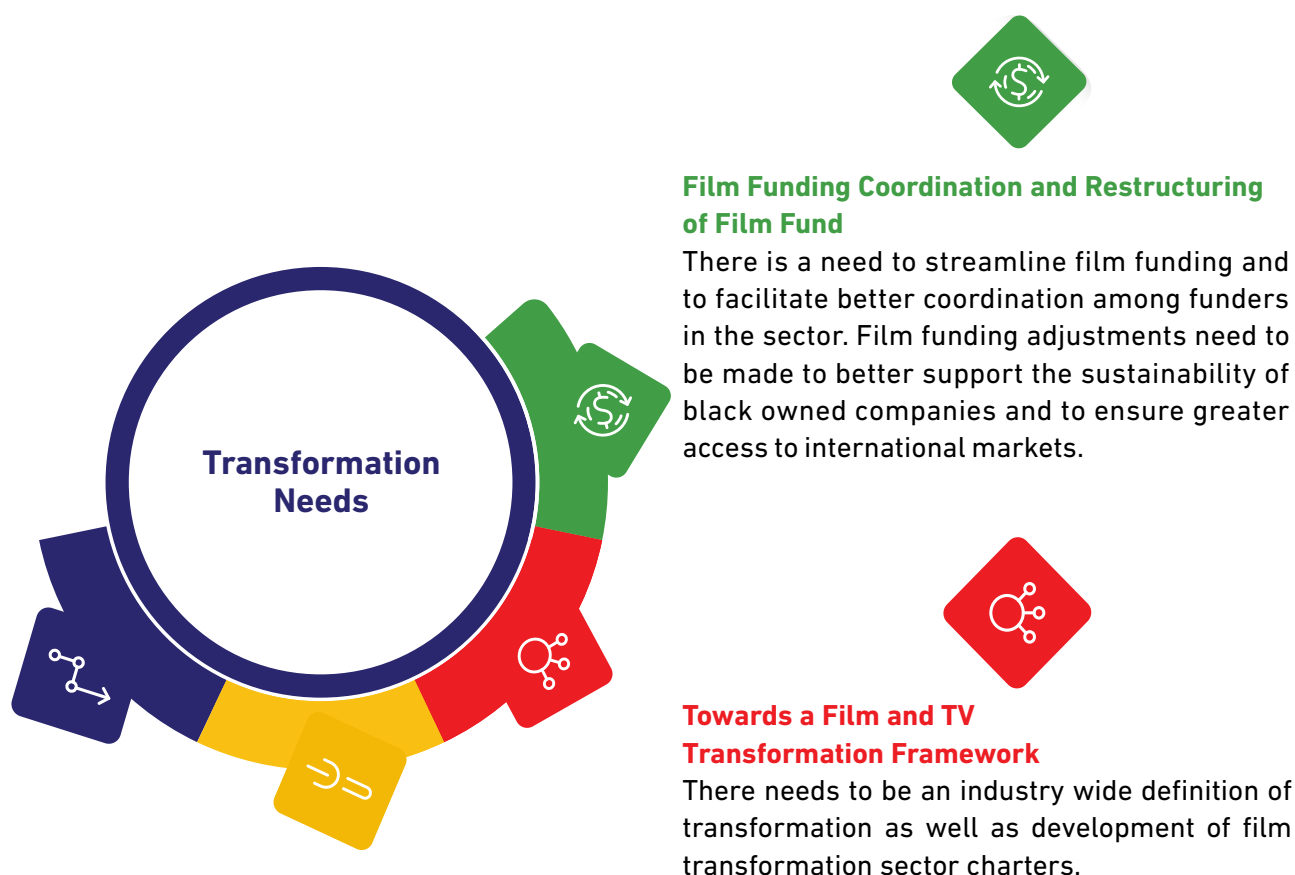 Transformation
Needs
Film Funding Coordination and Restructuring
of Film Fund
There is a need to streamline film funding and
to facilitate better coordination among funders
in the sector. Film funding adjustments need to
be made to better support the sustainability of
black owned companies and to ensure greater
access to international markets.
Towards a Film and TV
Transformation Framework
There needs to be an industry wide definition of
transformation as well as development of film
transformation sector charters.